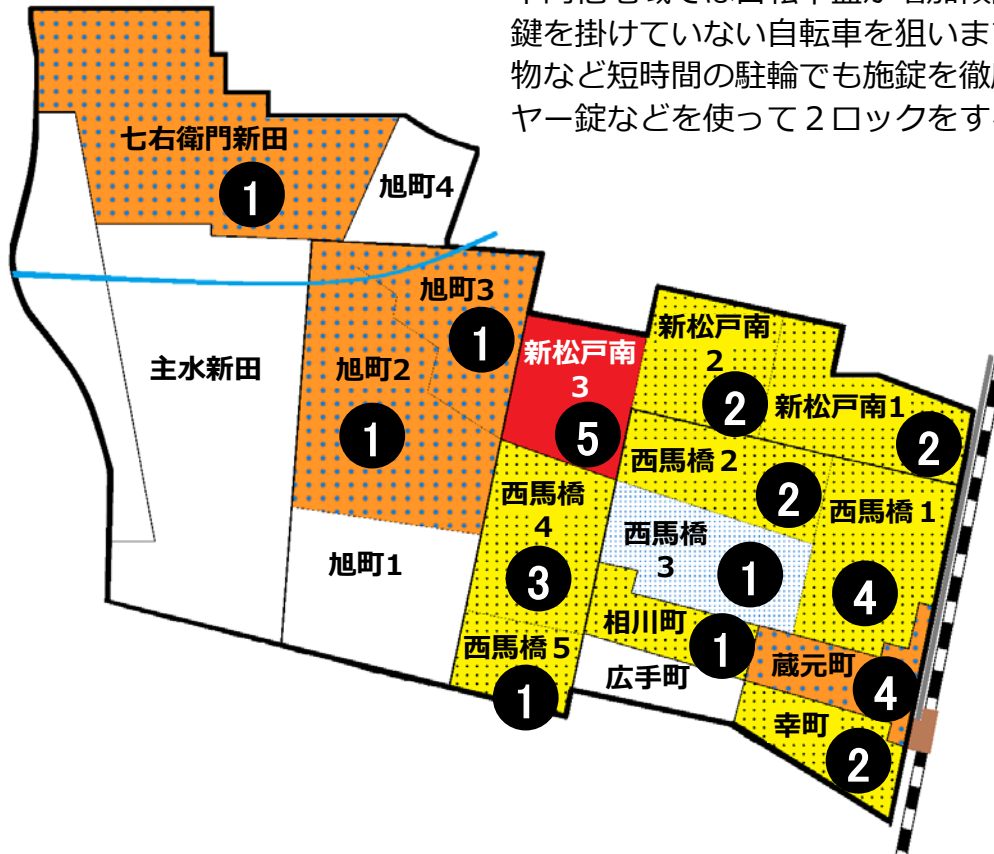 鍵を掛けていない自転車を狙いま
物など短時間の駐輪でも施錠を徹
ヤー錠などを使って２ロックをす
七右衛門新田
1
旭町4
旭町3
1
新松戸南
3
5
新松戸南
2
2
新松戸南1
2
主水新田
旭町2
1
西馬橋２
2
西馬橋１
4
西馬橋
4
3
西馬橋
3
1
旭町1
相川町
1
西馬橋５
1
広手町
蔵元町
4
幸町
2